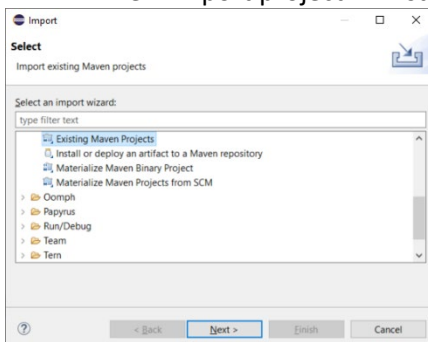 Import
Select
Import existing Maven projects
Select an import wizard:
type filter text
Existing Maven Projects
Install or deploy an artifact to a Maven repository
Materialize Maven Binary Project
Materialize Maven Projects from SCM
> Oomph
> Papyrus
> Run/Debug
> Team
> Tern
? < Back Next > Finish Cancel